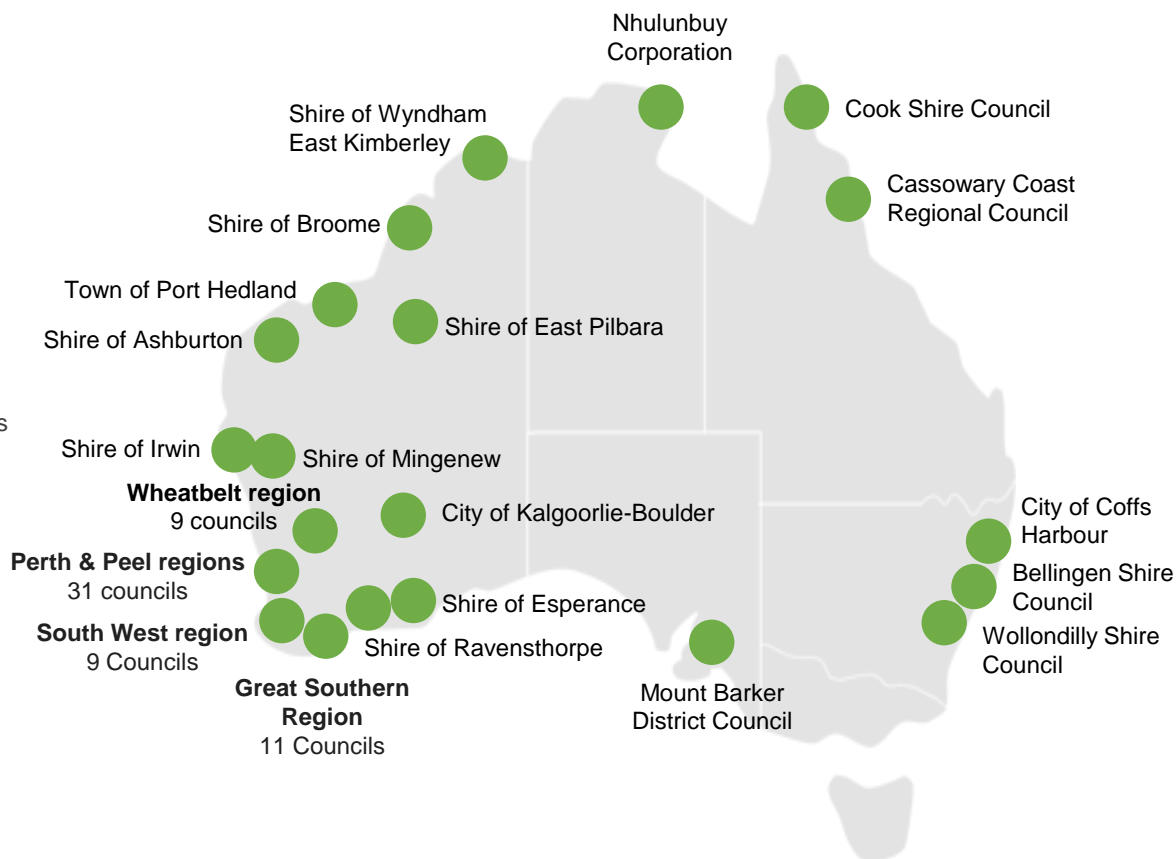 Nhulunbuy
Corporation
Shire of Wyndham
East Kimberley
Cook Shire Council
Cassowary Coast
Regional Council
Shire of Broome
Town of Port Hedland
Shire of East Pilbara
Shire of Ashburton
s
Shire of Irwin
Shire of Mingenew
Wheatbelt region
9 councils
City of Kalgoorlie-Boulder
City of Coffs
Harbour
Perth & Peel regions
31 councils
Bellingen Shire
Council
Shire of Esperance
South West region
9 Councils
Shire of Ravensthorpe
Wollondilly Shire
Council
Great Southern
Region
11 Councils
Mount Barker
District Council